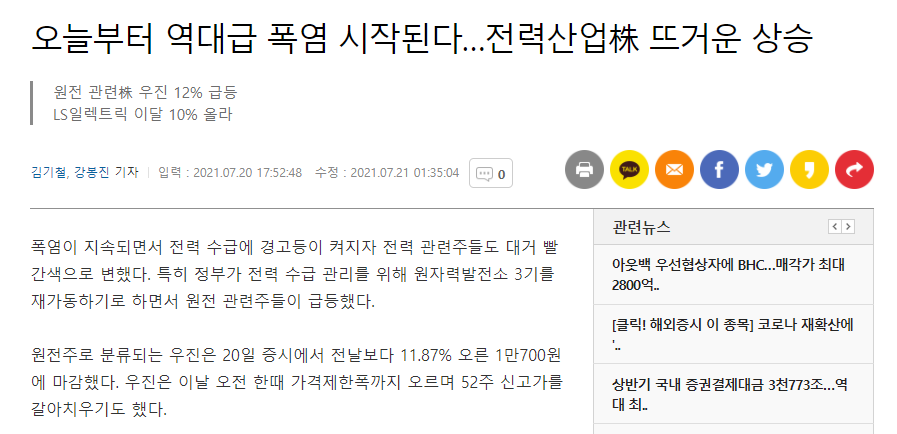 오늘부터 역대급 폭염 시작된다...전력산업株 뜨거운 상승
원전 관련株 우진 12% 급등
LS일렉트릭 이달 10% 올라
김기철, 강봉진 기자 | 입력 : 2021.07.20 17:52:48 수정 : 2021.07.21 01:35:04 0
TALK
폭염이 지속되면서 전력 수급에 경고등이 켜지자 전력 관련주들도 대거 빨
간색으로 변했다. 특히 정부가 전력 수급 관리를 위해 원자력발전소 3기를
재가동하기로 하면서 원전 관련주들이 급등했다.
원전주로 분류되는 우진은 20일 증시에서 전날보다 11.87% 오른 1만700원
에 마감했다. 우진은 이날 오전 한때 가격제한폭까지 오르며 52주 신고가를
갈아치우기도 했다.
관련뉴스
아웃백 우선협상자에 BHC...매각가 최대
2800억..
[클릭! 해외증시 이 종목] 코로나 재확산에
'..
상반기 국내 증권결제대금 3천773조...역
대 최..